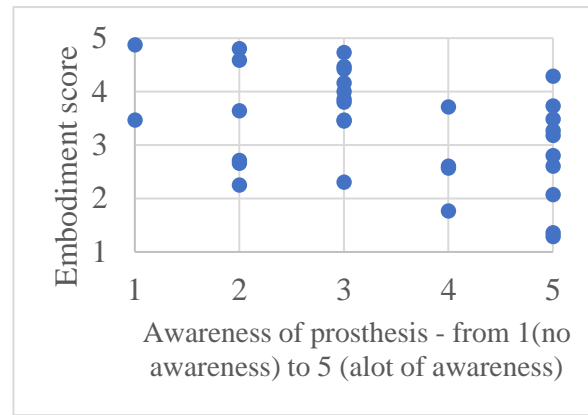 Embodiment score
5
4
3
2
1
1 2 3 4 5
Awareness of prosthesis - from 1(no
awareness) to 5 (alot of awareness)